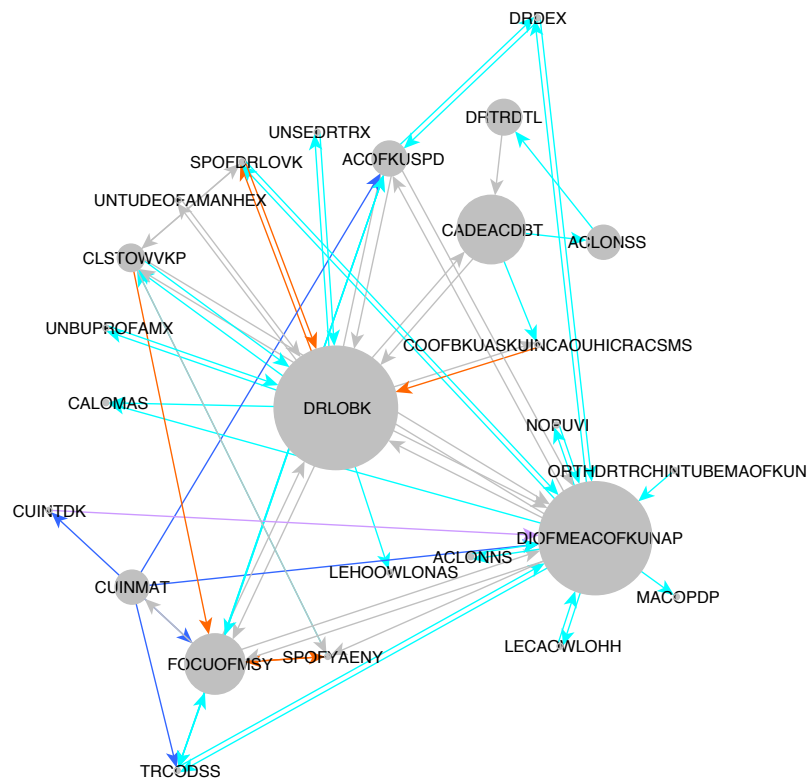 DRDEX
DRTRDTL
UNSEDRTRX
ACOFKUSPD
SPOFDRLOVK
UNTUDEOFAMANHEX
CADEACDBT
ACLONSS
CLSTOWVKP
UNBUPROFAMX
COOFBKUASKUINCAOUHICRACSMS
CALOMAS
DRLOBK
NOPUVI
ORTHDRTRCHINTUBEMAOFKUN
CUINTDK
DIOFMEACOFKUNAP
ACLONNS
LEHOOWLONAS
CUINMAT
MACOPDP
LECAOWLOHH
FOCUOFMSY
SPOFYAENY
TRCODSS